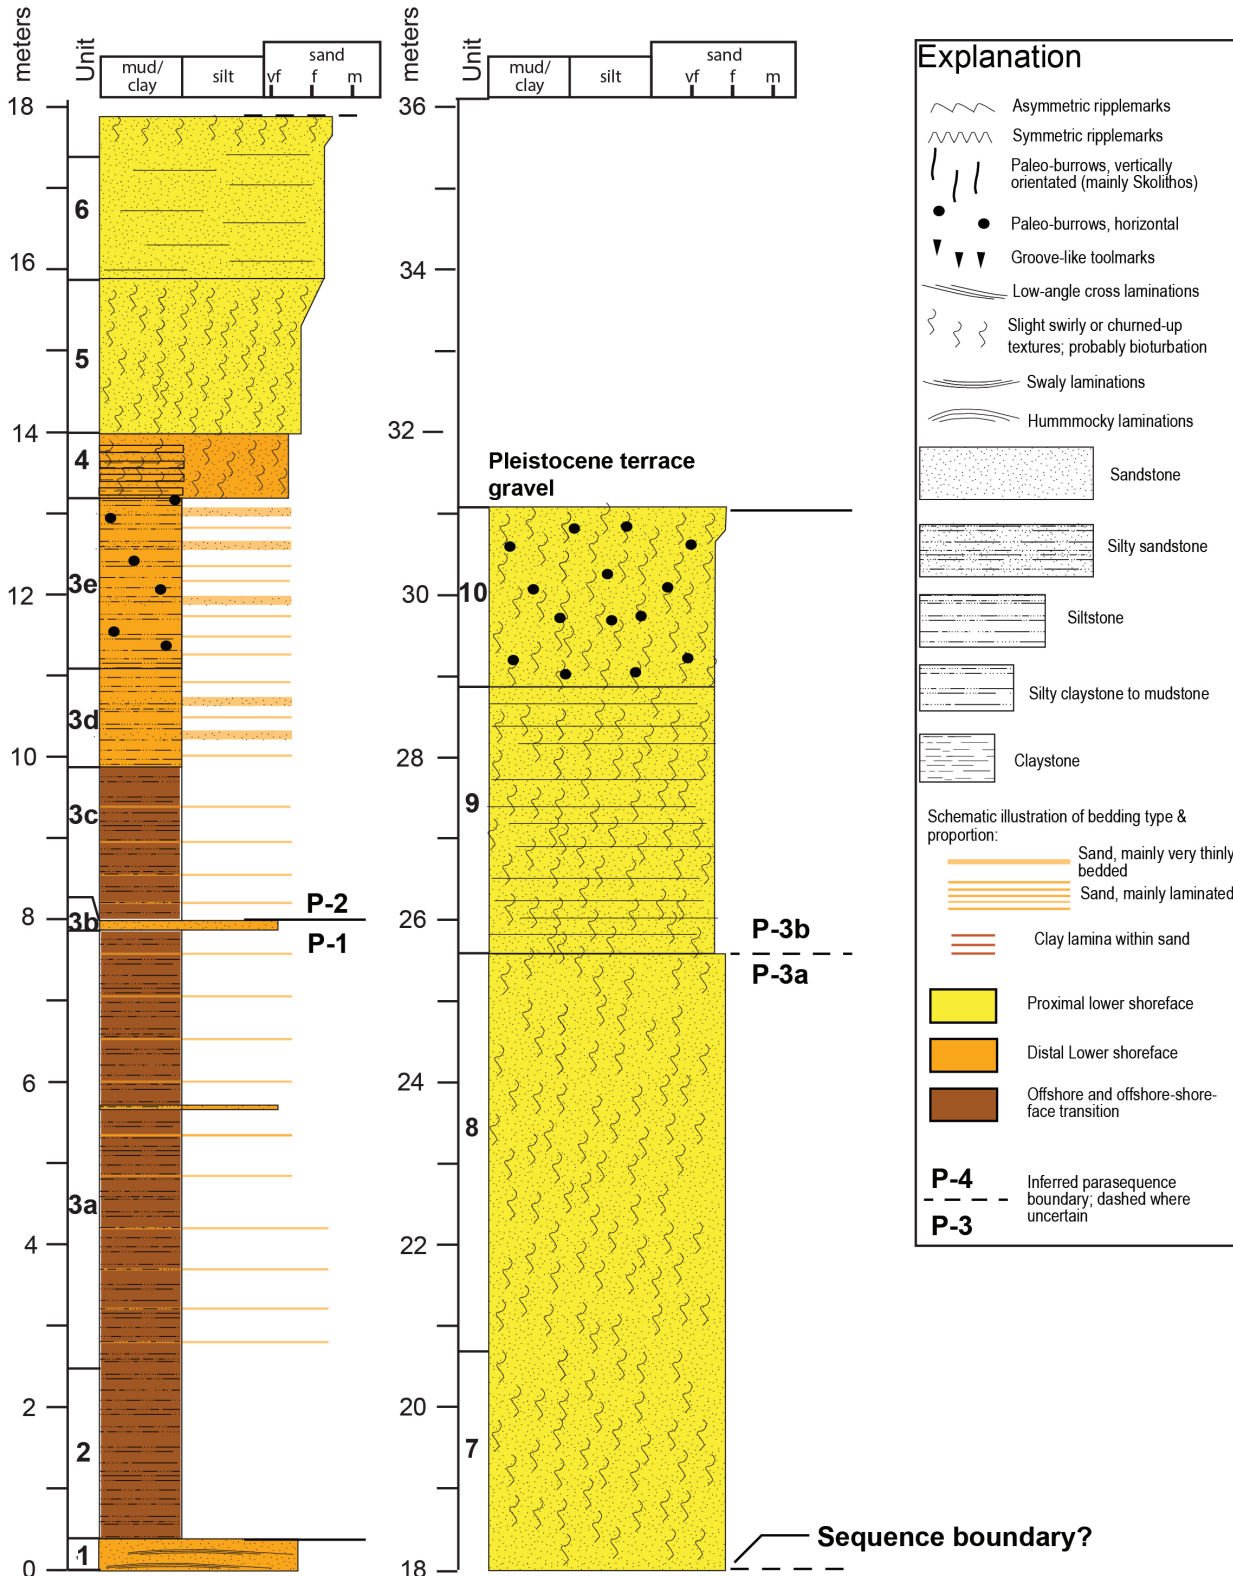 meters
Unit
mud/
clay
silt
sand
vf
f
m
18
16
14
12
10
8
6
4
2
0
6
5
4
3e
3d
3c
3b
3a
2
1
P-2
P-1
meters
Unit
mud/
clay
silt
sand
vf
f
m
36
34
32
30
28
26
24
22
20
18
Pleistocene terrace
gravel
10
9
8
7
P-3b
P-3a
Sequence boundary?
Explanation
Asymmetric ripplemarks
Symmetric ripplemarks
Paleo-burrows, vertically
orientated (mainly Skolithos)
Paleo-burrows, horizontal
Groove-like toolmarks
Low-angle cross laminations
Slight swirly or churned-up
textures; probably bioturbation
Swaly laminations
Hummmocky laminations
Sandstone
Silty sandstone
Siltstone
Silty claystone to mudstone
Claystone
Schematic illustration of bedding type &
proportion:
Sand, mainly very thinly
bedded
Sand, mainly laminated
Clay lamina within sand
Proximal lower shoreface
Distal Lower shoreface
Offshore and offshore-shore-
face transition
P-4
P-3
Inferred parasequence
boundary; dashed where
uncertain